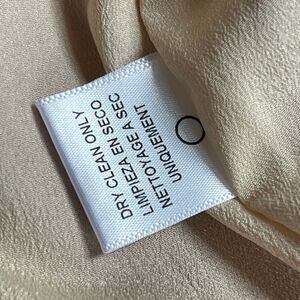 DRY CLEAN ONLY
LIMPIEZA EN SECO
NETTOYAGE A SEC
UNIQUEMENT